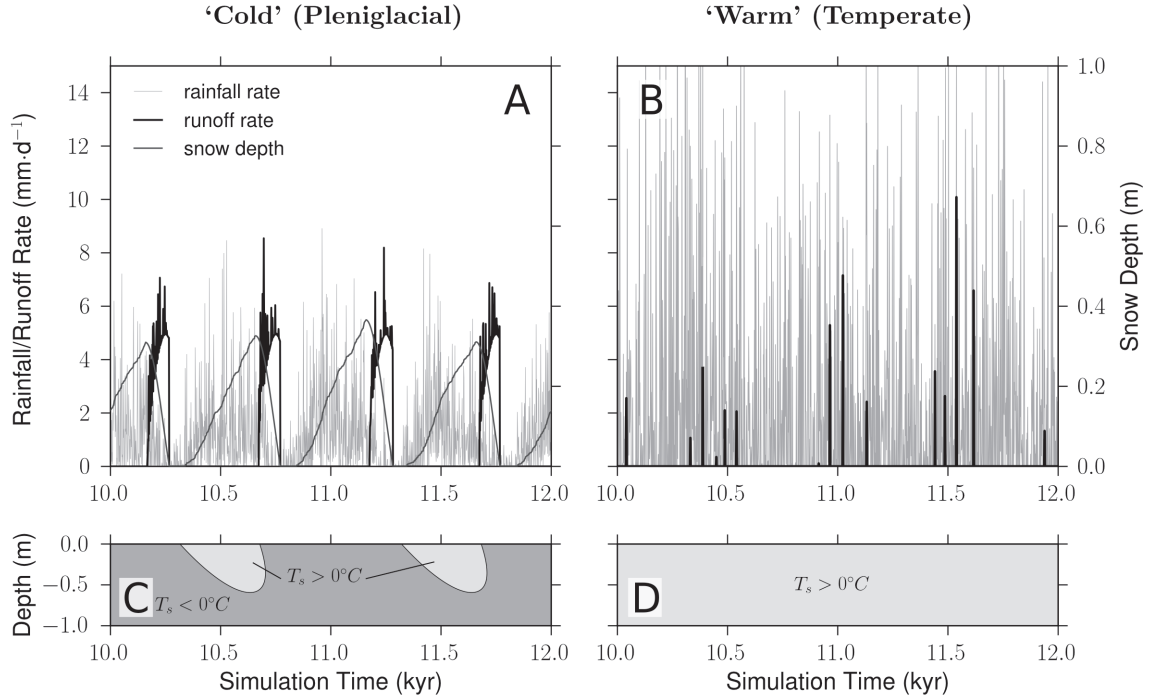 ‘Cold’ (Pleniglacial)
‘Warm’ (Temperate)
Rainfall/Runoff Rate (mm·d⁻¹)
14
12
10
8
6
4
2
0
rainfall rate
runoff rate
snow depth
A
10.0 10.5 11.0 11.5 12.0
B
1.0
0.8
0.6
0.4
0.2
0.0
Snow Depth (m)
10.0 10.5 11.0 11.5 12.0
Depth (m)
0.0
−0.5
−1.0
C
Tₛ < 0°C
Tₛ > 0°C
10.0 10.5 11.0 11.5 12.0
Simulation Time (kyr)
D
Tₛ > 0°C
10.0 10.5 11.0 11.5 12.0
Simulation Time (kyr)